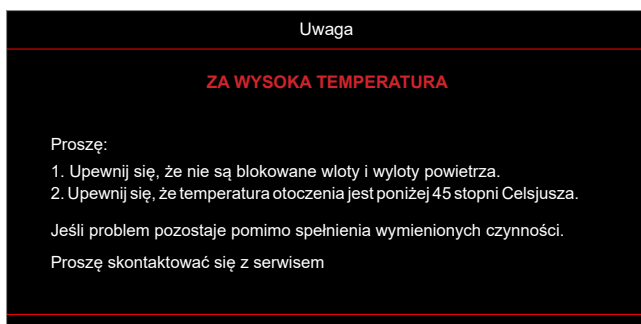 Uwaga
ZA WYSOKA TEMPERATURA
Proszę:
1. Upewnij się, że nie są blokowane wloty i wyloty powietrza.
2. Upewnij się, że temperatura otoczenia jest poniżej 45 stopni Celsjusza.
Jeśli problem pozostaje pomimo spełnienia wymienionych czynności.
Proszę skontaktować się z serwisem